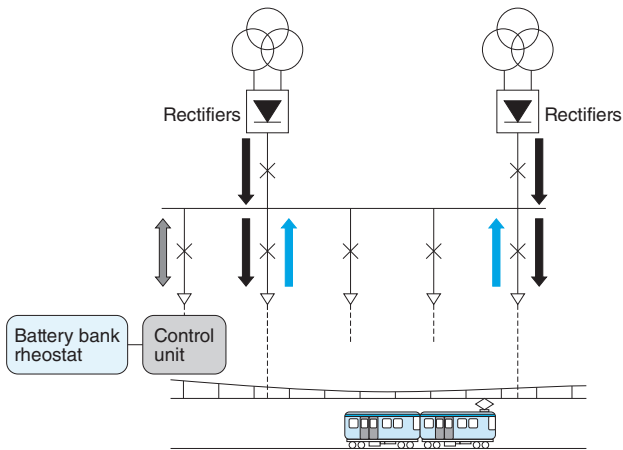 Rectifiers
Rectifiers
Battery bank
rheostat
Control
unit